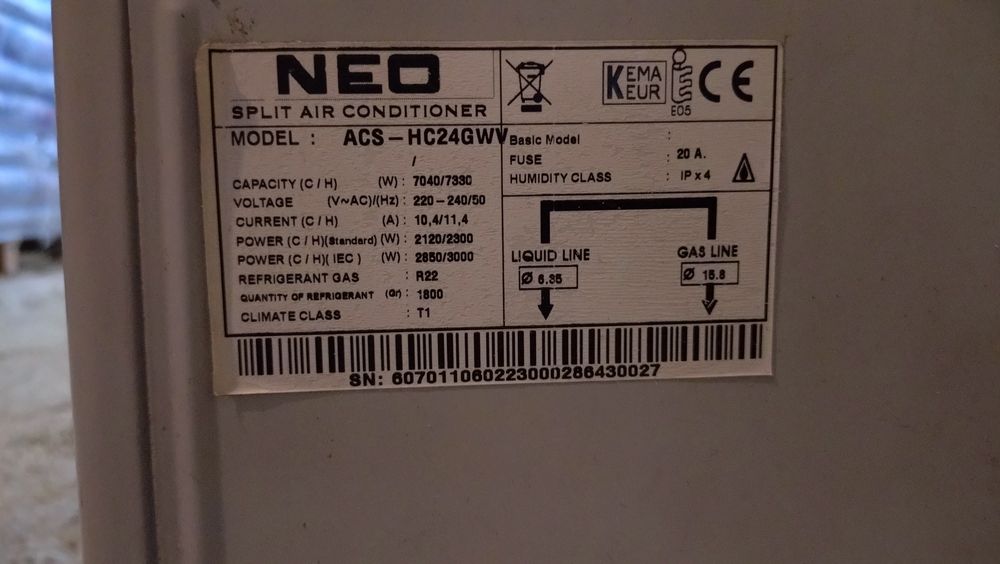 NEO
SPLIT AIR CONDITIONER
MODEL : ACS-HC24GWV
/
CAPACITY (C / H) (W) : 7040/7330
VOLTAGE (V~AC)/(Hz) : 220-240/50
CURRENT (C / H) (A) : 10,4/11,4
POWER (C / H)(Standard) (W) : 2120/2300
POWER (C / H)( IEC ) (W) : 2850/3000
REFRIGERANT GAS : R22
QUANTITY OF REFRIGERANT (Gr) : 1800
CLIMATE CLASS : T1
KEMA
KEUR
E05
CE
Basic Model :
FUSE : 20 A.
HUMIDITY CLASS : IP x 4
LIQUID LINE
Ø 6.35
GAS LINE
Ø 15.8
SN: 607011060223000286430027